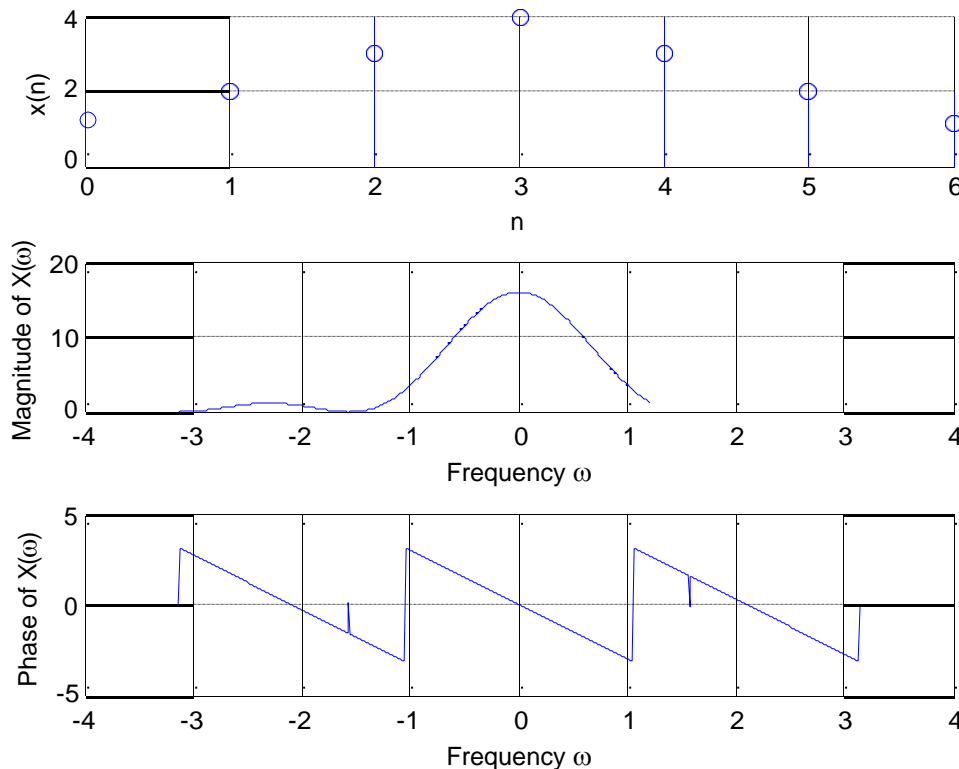 4
x(n)
2
0
0 1 2 3 4 5 6
n
20
Magnitude of X(ω)
10
0
-4 -3 -2 -1 0 1 2 3 4
Frequency ω
5
Phase of X(ω)
0
-5
-4 -3 -2 -1 0 1 2 3 4
Frequency ω